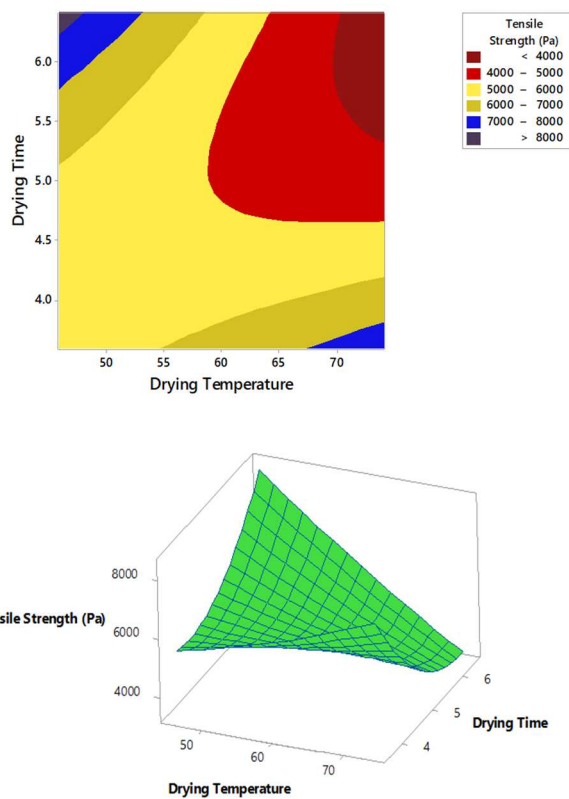 Tensile
Strength (Pa)
< 4000
4000 – 5000
5000 – 6000
6000 – 7000
7000 – 8000
> 8000
6.0
5.5
5.0
4.5
4.0
Drying Time
50 55 60 65 70
Drying Temperature
8000
sile Strength (Pa)
6000
4000
6
5
4
Drying Time
50
60
70
Drying Temperature